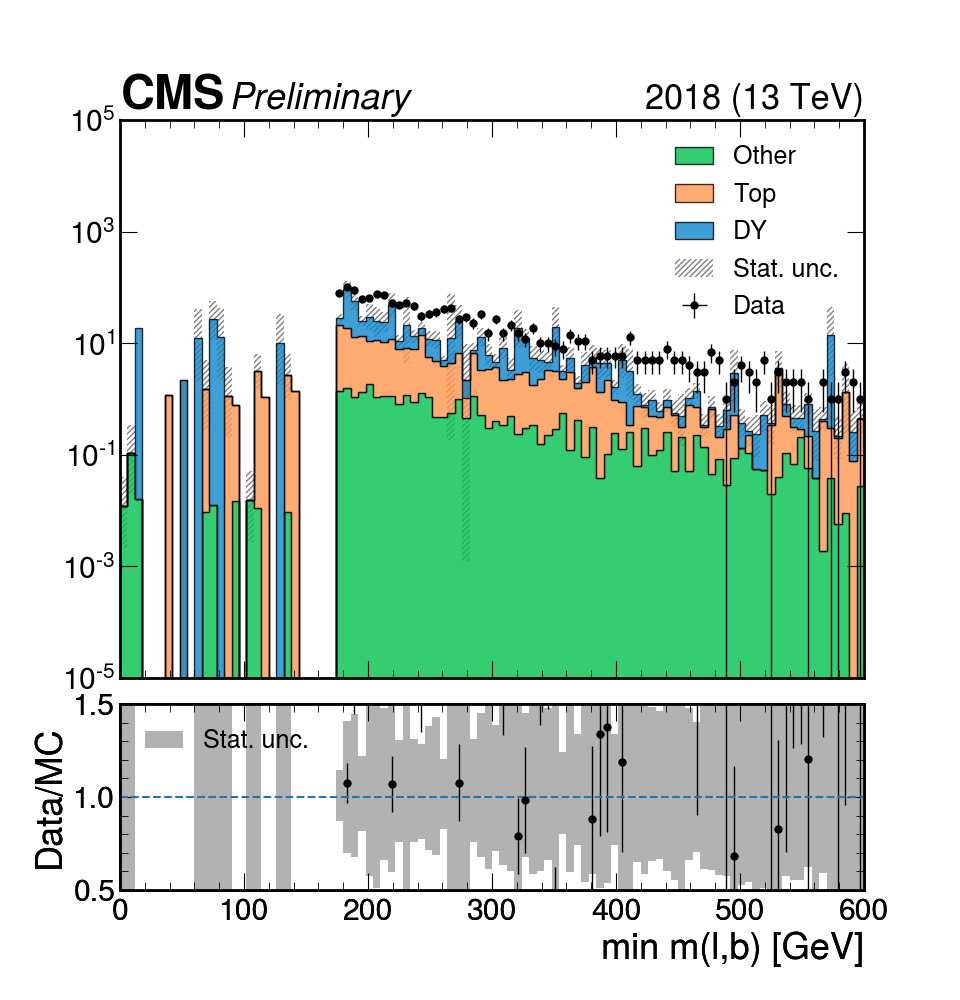 CMS Preliminary 2018 (13 TeV)
10^5
10^3
10^1
10^-1
10^-3
10^-5
Other
Top
DY
Stat. unc.
Data
1.5
1.0
0.5
Data/MC
Stat. unc.
0 100 200 300 400 500 600
min m(l,b) [GeV]